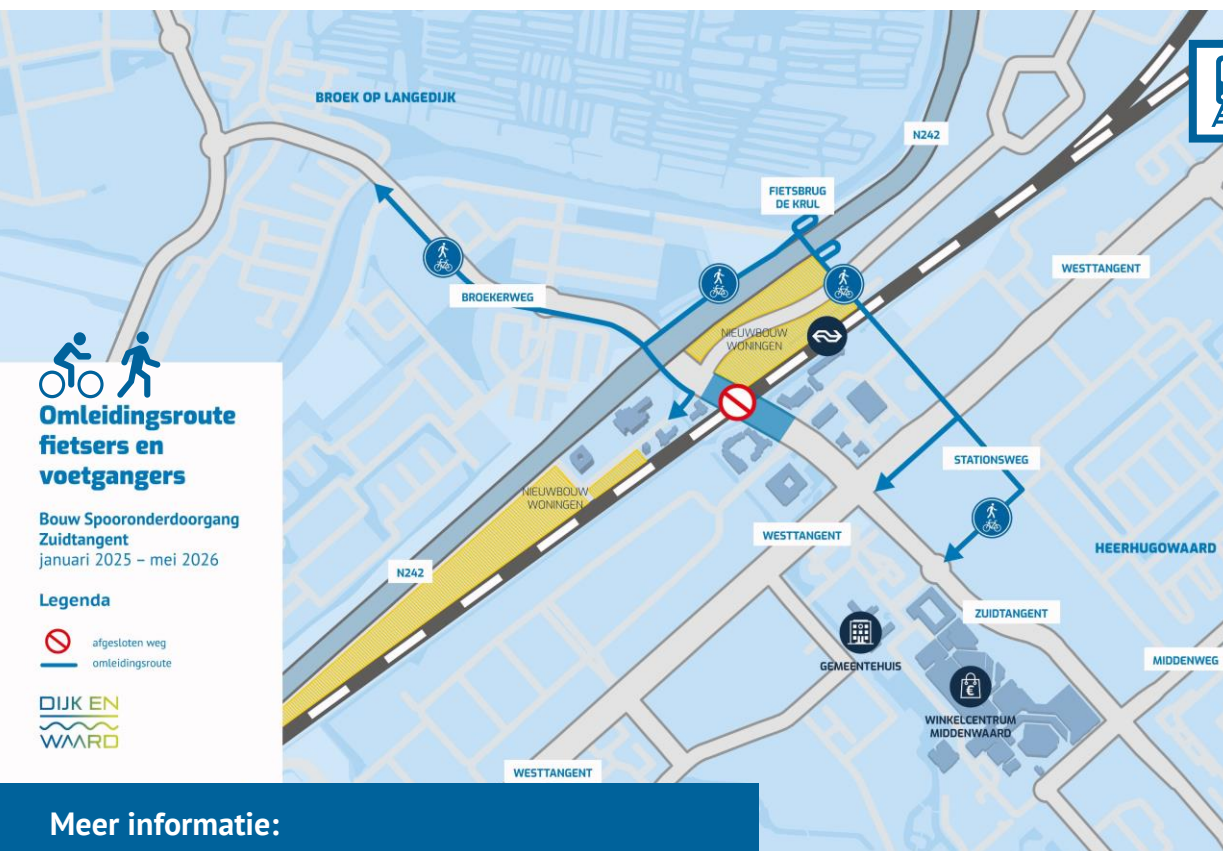 BROEK OP LANGEDIJK
N242
FIETSBRUG
DE KRUL
WESTTANGENT
BROEKERWEG
NIEUWBOUW
WONINGEN
Omleidingsroute
fietsers en
voetgangers
Bouw Spooronderdoorgang
Zuidtangent
januari 2025 – mei 2026
Legenda
afgesloten weg
omleidingsroute
DIJK EN
WAARD
STATIONSWEG
NIEUWBOUW
WONINGEN
WESTTANGENT
HEERHUGOWAARD
N242
ZUIDTANGENT
GEMEENTEHUIS
MIDDENWEG
€
WINKELCENTRUM
MIDDENWAARD
WESTTANGENT
Meer informatie: